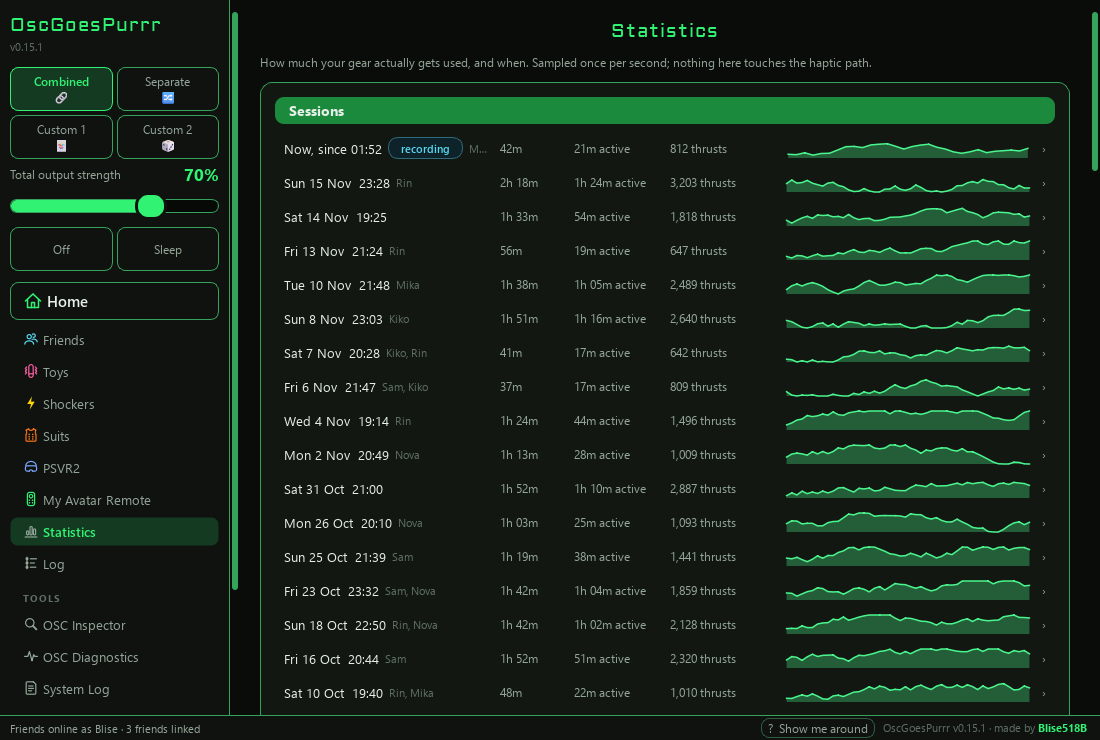 OscGoesPurrr
v0.15.1
Combined
Separate
Custom 1
Custom 2
Total output strength 70%
Off
Sleep
Home
Friends
Toys
Shockers
Suits
PSVR2
My Avatar Remote
Statistics
Log
TOOLS
OSC Inspector
OSC Diagnostics
System Log
Statistics
How much your gear actually gets used, and when. Sampled once per second; nothing here touches the haptic path.
Sessions
Now, since 01:52 recording M... 42m 21m active 812 thrusts ›
Sun 15 Nov 23:28 Rin 2h 18m 1h 24m active 3,203 thrusts ›
Sat 14 Nov 19:25 1h 33m 54m active 1,818 thrusts ›
Fri 13 Nov 21:24 Rin 56m 19m active 647 thrusts ›
Tue 10 Nov 21:48 Mika 1h 38m 1h 05m active 2,489 thrusts ›
Sun 8 Nov 23:03 Kiko 1h 51m 1h 16m active 2,640 thrusts ›
Sat 7 Nov 20:28 Kiko, Rin 41m 17m active 642 thrusts ›
Fri 6 Nov 21:47 Sam, Kiko 37m 17m active 809 thrusts ›
Wed 4 Nov 19:14 Rin 1h 24m 44m active 1,496 thrusts ›
Mon 2 Nov 20:49 Nova 1h 13m 28m active 1,009 thrusts ›
Sat 31 Oct 21:00 1h 52m 1h 10m active 2,887 thrusts ›
Mon 26 Oct 20:10 Nova 1h 03m 25m active 1,093 thrusts ›
Sun 25 Oct 21:39 Sam 1h 19m 38m active 1,441 thrusts ›
Fri 23 Oct 23:32 Sam, Nova 1h 42m 1h 04m active 1,859 thrusts ›
Sun 18 Oct 22:50 Rin, Nova 1h 42m 1h 02m active 2,128 thrusts ›
Fri 16 Oct 20:44 Sam 1h 52m 51m active 2,320 thrusts ›
Sat 10 Oct 19:40 Rin, Mika 48m 22m active 1,010 thrusts ›
Friends online as Blise · 3 friends linked
? Show me around
OscGoesPurrr v0.15.1 · made by Blise518B